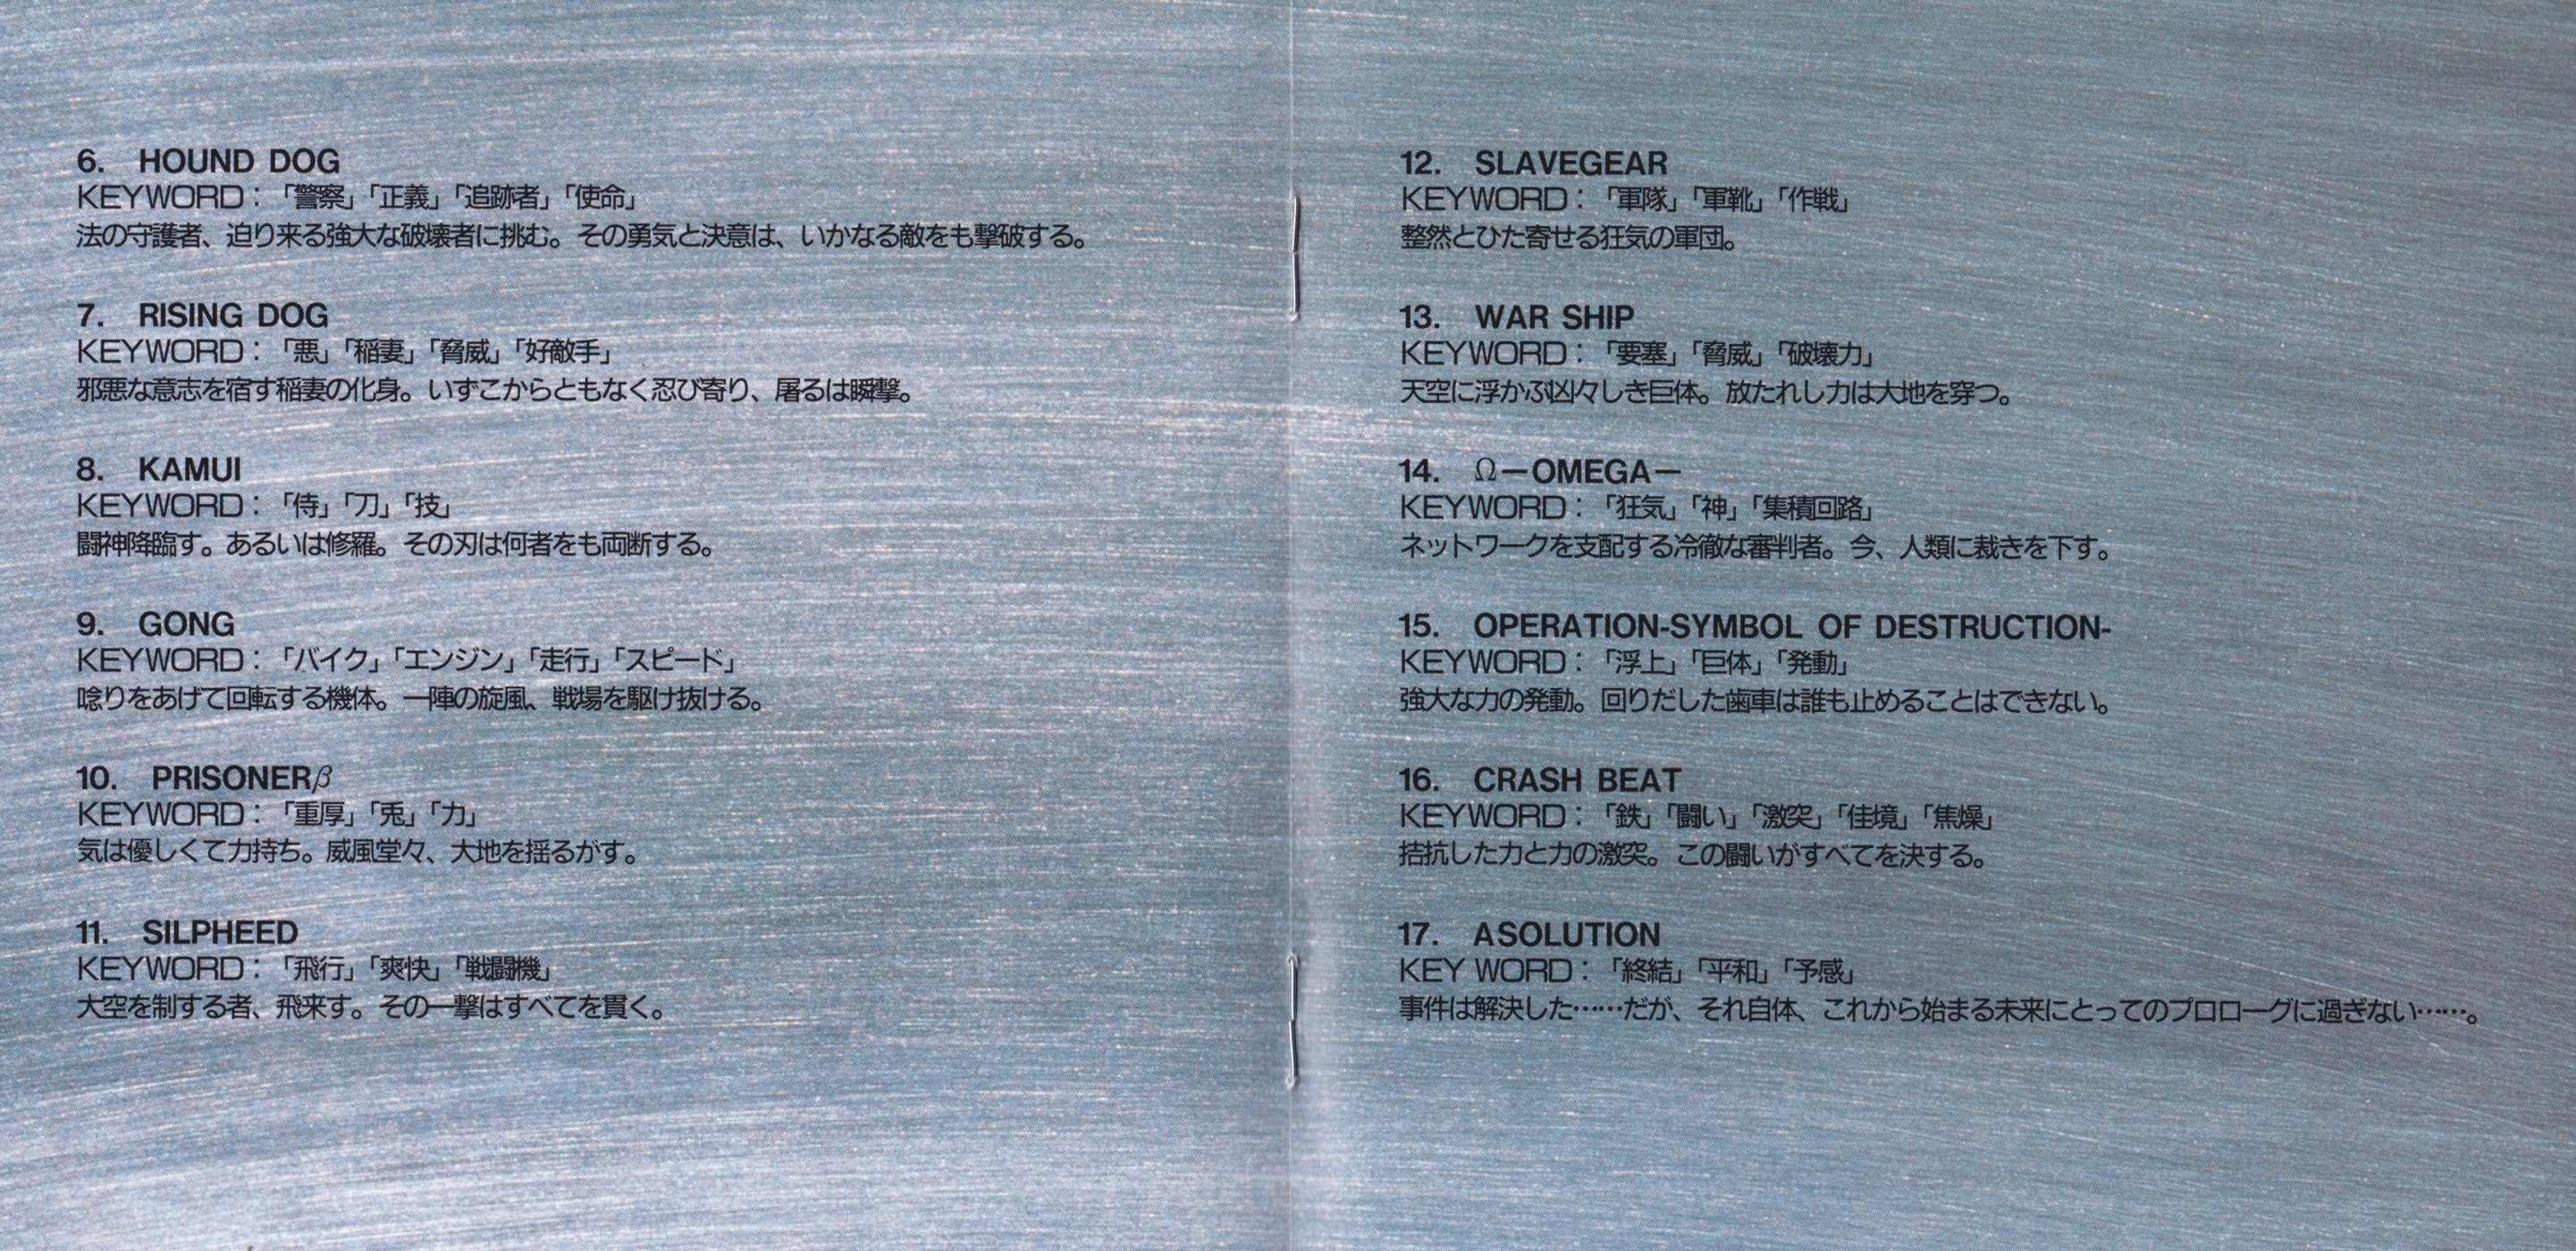 6. HOUND DOG
KEYWORD：「警察」「正義」「追跡者」「使命」
法の守護者、迫り来る強大な破壊者に挑む。その勇気と決意は、いかなる敵をも撃破する。
7. RISING DOG
KEYWORD：「悪」「稲妻」「脅威」「好敵手」
邪悪な意志を宿す稲妻の化身。いずこからともなく忍び寄り、屠るは瞬撃。
8. KAMUI
KEYWORD：「侍」「刀」「技」
闘神降臨す。あるいは修羅。その刃は何者をも両断する。
9. GONG
KEYWORD：「バイク」「エンジン」「走行」「スピード」
唸りをあげて回転する機体。一陣の旋風、戦場を駆け抜ける。
10. PRISONERβ
KEYWORD：「重厚」「兎」「力」
気は優しくて力持ち。威風堂々、大地を揺るがす。
11. SILPHEED
KEYWORD：「飛行」「爽快」「戦闘機」
大空を制する者、飛来す。その一撃はすべてを貫く。
12. SLAVEGEAR
KEYWORD：「軍隊」「軍靴」「作戦」
整然とひた寄せる狂気の軍団。
13. WAR SHIP
KEYWORD：「要塞」「脅威」「破壊力」
天空に浮かぶ凶々しき巨体。放たれし力は大地を穿つ。
14. Ω－OMEGA－
KEYWORD：「狂気」「神」「集積回路」
ネットワークを支配する冷徹な審判者。今、人類に裁きを下す。
15. OPERATION-SYMBOL OF DESTRUCTION-
KEYWORD：「浮上」「巨体」「発動」
強大な力の発動。回りだした歯車は誰も止めることはできない。
16. CRASH BEAT
KEYWORD：「鉄」「闘い」「激突」「佳境」「焦燥」
拮抗した力と力の激突。この闘いがすべてを決する。
17. ASOLUTION
KEY WORD：「終結」「平和」「予感」
事件は解決した……だが、それ自体、これから始まる未来にとってのプロローグに過ぎない……。